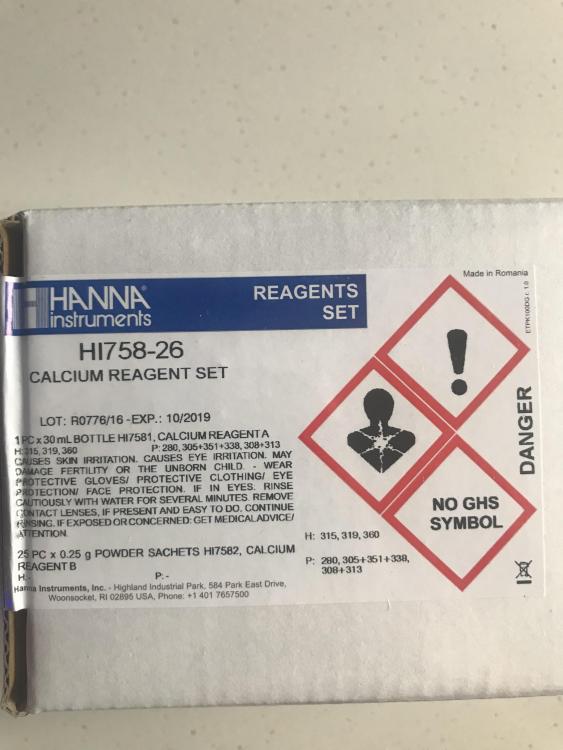 HANNA
instruments
REAGENTS
SET
Made in Romania
ETPK100DG r. 1.0
HI758-26
CALCIUM REAGENT SET
LOT: R0776/16 -EXP.: 10/2019
1 PC x 30 mL BOTTLE HI7581, CALCIUM REAGENT A
H: 315, 319, 360 P: 280, 305+351+338, 308+313
CAUSES SKIN IRRITATION. CAUSES EYE IRRITATION. MAY
DAMAGE FERTILITY OR THE UNBORN CHILD. - WEAR
PROTECTIVE GLOVES/ PROTECTIVE CLOTHING/ EYE
PROTECTION/ FACE PROTECTION. IF IN EYES: RINSE
CAUTIOUSLY WITH WATER FOR SEVERAL MINUTES. REMOVE
CONTACT LENSES, IF PRESENT AND EASY TO DO. CONTINUE
RINSING. IF EXPOSED OR CONCERNED: GET MEDICAL ADVICE/
ATTENTION.
25 PC x 0.25 g POWDER SACHETS HI7582, CALCIUM
REAGENT B
H: - P: -
Hanna Instruments, Inc. - Highland Industrial Park, 584 Park East Drive,
Woonsocket, RI 02895 USA, Phone: +1 401 7657500
DANGER
NO GHS
SYMBOL
H: 315, 319, 360
P: 280, 305+351+338,
308+313